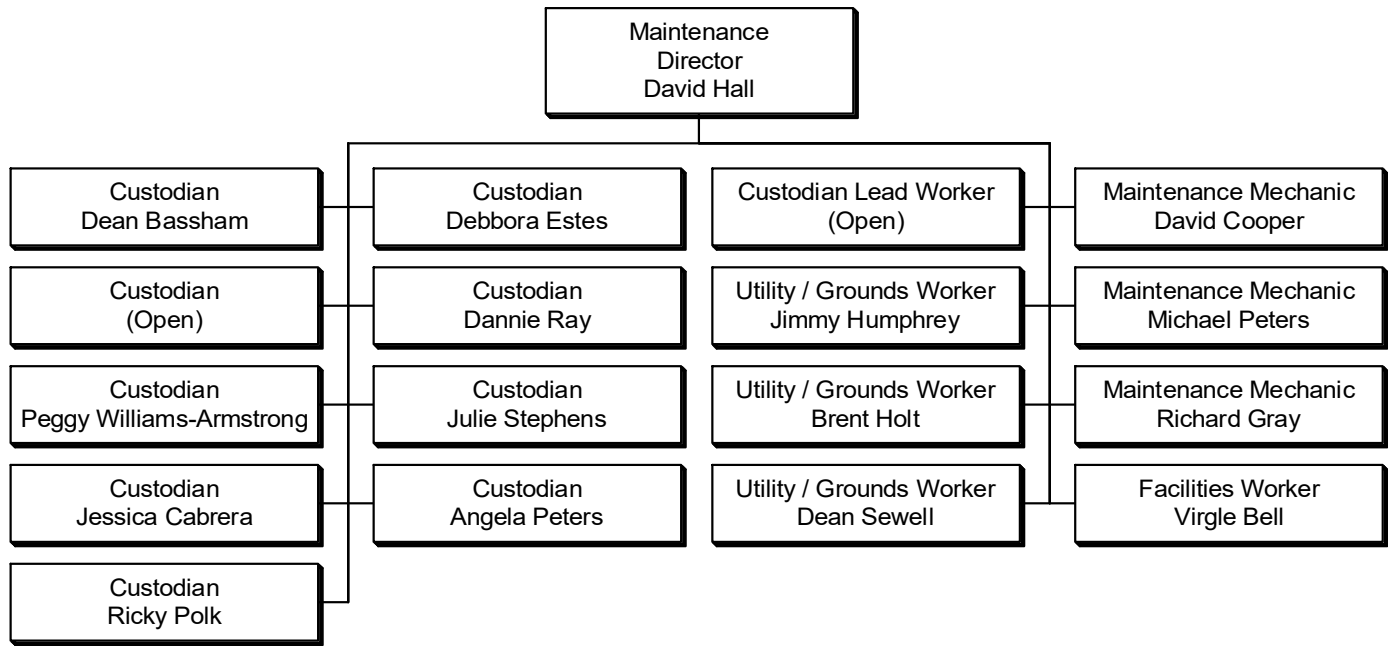 Maintenance
Director
David Hall
Custodian
Dean Bassham
Custodian
Debbora Estes
Custodian Lead Worker
(Open)
Maintenance Mechanic
David Cooper
Custodian
(Open)
Custodian
Dannie Ray
Utility / Grounds Worker
Jimmy Humphrey
Maintenance Mechanic
Michael Peters
Custodian
Peggy Williams-Armstrong
Custodian
Julie Stephens
Utility / Grounds Worker
Brent Holt
Maintenance Mechanic
Richard Gray
Custodian
Jessica Cabrera
Custodian
Angela Peters
Utility / Grounds Worker
Dean Sewell
Facilities Worker
Virgle Bell
Custodian
Ricky Polk